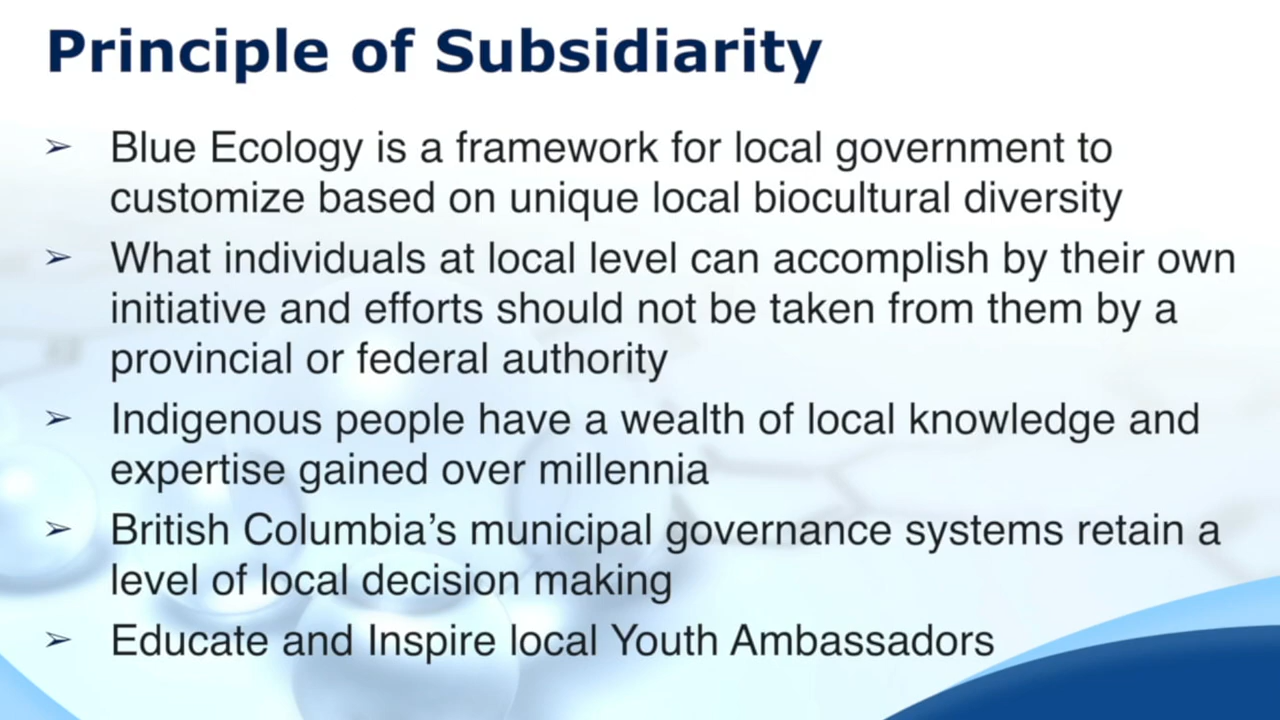 Principle of Subsidiarity
➢ Blue Ecology is a framework for local government to
customize based on unique local biocultural diversity
➢ What individuals at local level can accomplish by their own
initiative and efforts should not be taken from them by a
provincial or federal authority
➢ Indigenous people have a wealth of local knowledge and
expertise gained over millennia
➢ British Columbia’s municipal governance systems retain a
level of local decision making
➢ Educate and Inspire local Youth Ambassadors